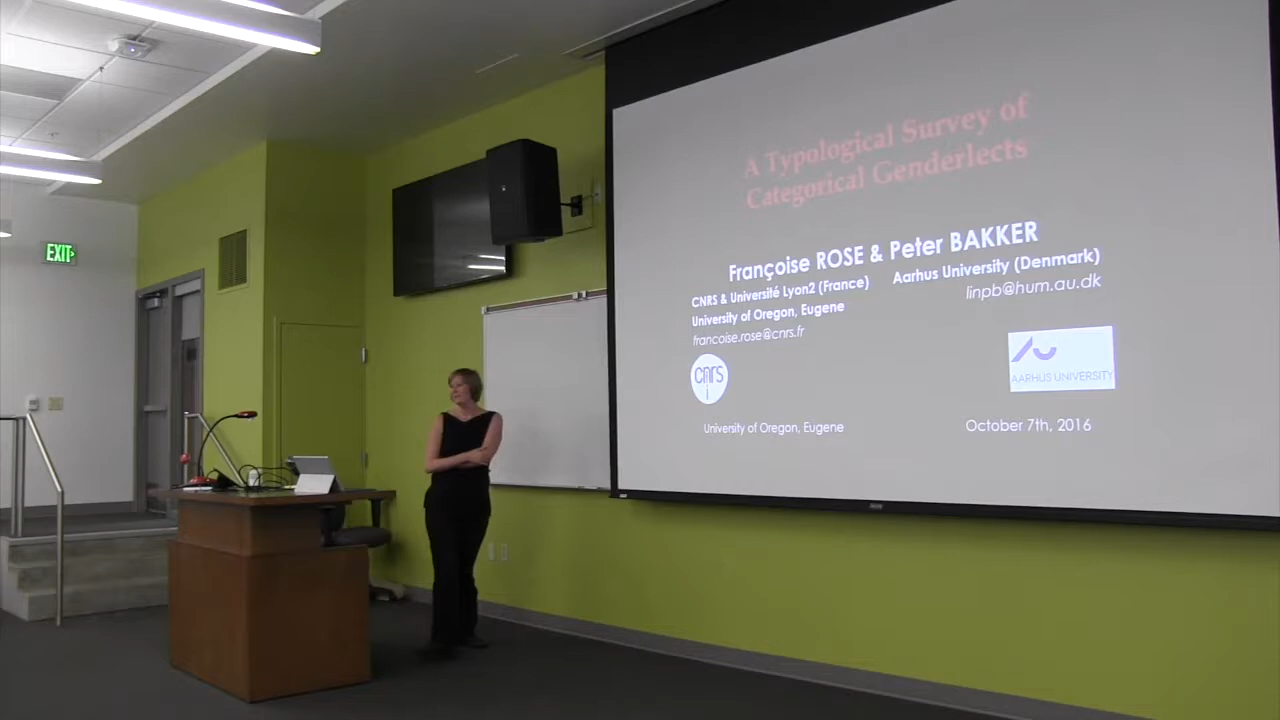 EXIT
A Typological Survey of
Categorical Genderlects
Françoise ROSE & Peter BAKKER
CNRS & Université Lyon2 (France)
Aarhus University (Denmark)
University of Oregon, Eugene
linpb@hum.au.dk
francoise.rose@cnrs.fr
cnrs
AARHUS UNIVERSITY
University of Oregon, Eugene
October 7th, 2016